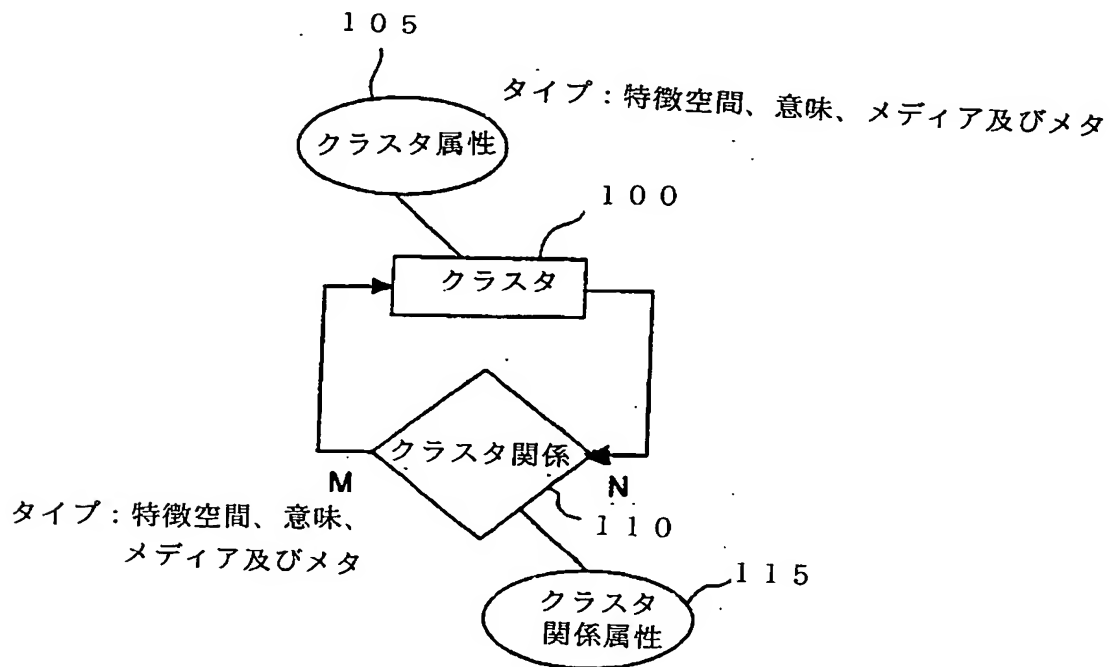 １０５
タイプ：特徴空間、意味、メディア及びメタ
クラスタ属性
１００
クラスタ
クラスタ関係
M
N
タイプ：特徴空間、意味、
メディア及びメタ
１１０
１１５
クラスタ
関係属性